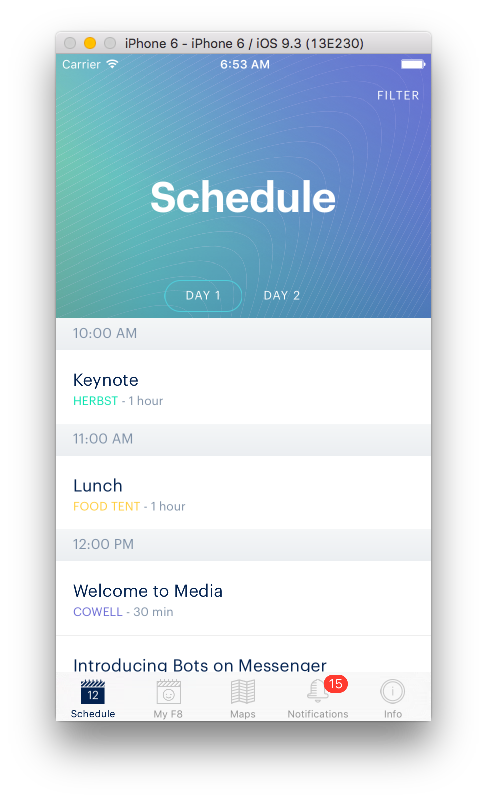 iPhone 6 - iPhone 6 / iOS 9.3 (13E230)
Carrier 6:53 AM
FILTER
Schedule
DAY 1 DAY 2
10:00 AM
Keynote
HERBST - 1 hour
11:00 AM
Lunch
FOOD TENT - 1 hour
12:00 PM
Welcome to Media
COWELL - 30 min
Introducing Bots on Messenger
12 15
Schedule My F8 Maps Notifications Info